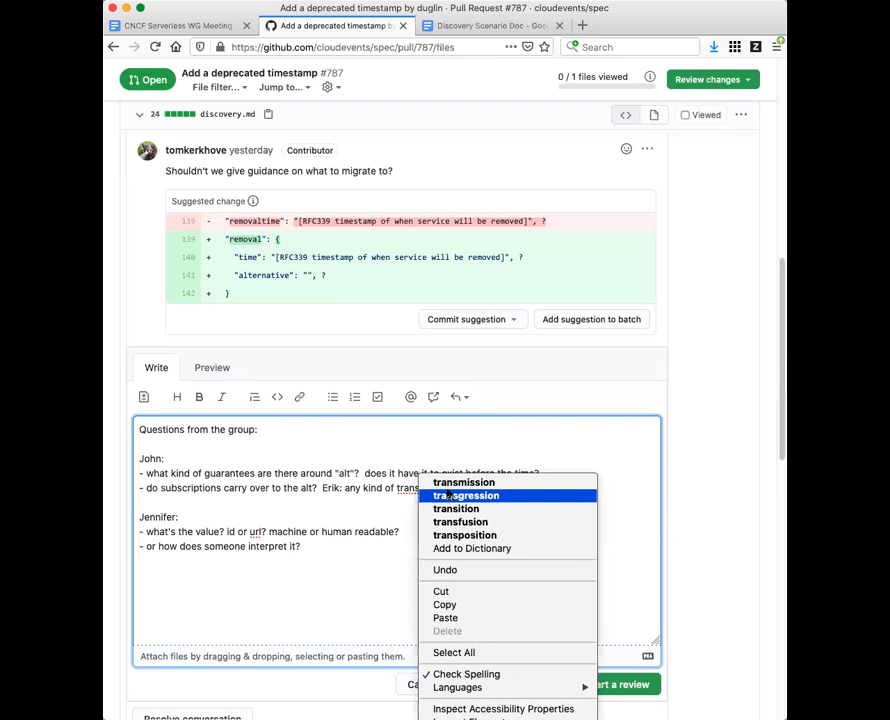 Add a deprecated timestamp by duglin · Pull Request #787 · cloudevents/spec
CNCF Serverless WG Meeting
Add a deprecated timestamp by
Discovery Scenario Doc - Goo
https://github.com/cloudevents/spec/pull/787/files
Search
Open
Add a deprecated timestamp #787
File filter...
Jump to...
0 / 1 files viewed
Review changes
24
discovery.md
Viewed
tomkerkhove yesterday
Contributor
Shouldn't we give guidance on what to migrate to?
Suggested change
139 - "removaltime": "[RFC339 timestamp of when service will be removed]", ?
139 + "removal": {
140 + "time": "[RFC339 timestamp of when service will be removed]", ?
141 + "alternative": "", ?
142 + }
Commit suggestion
Add suggestion to batch
Write
Preview
Questions from the group:
John:
- what kind of guarantees are there around "alt"? does it have it to exist before the time?
- do subscriptions carry over to the alt? Erik: any kind of trans
Jennifer:
- what's the value? id or url? machine or human readable?
- or how does someone interpret it?
transmission
transgression
transition
transfusion
transposition
Add to Dictionary
Undo
Cut
Copy
Paste
Delete
Select All
✓ Check Spelling
Languages
Inspect Accessibility Properties
Attach files by dragging & dropping, selecting or pasting them.
Ca
art a review
Resolve conversation